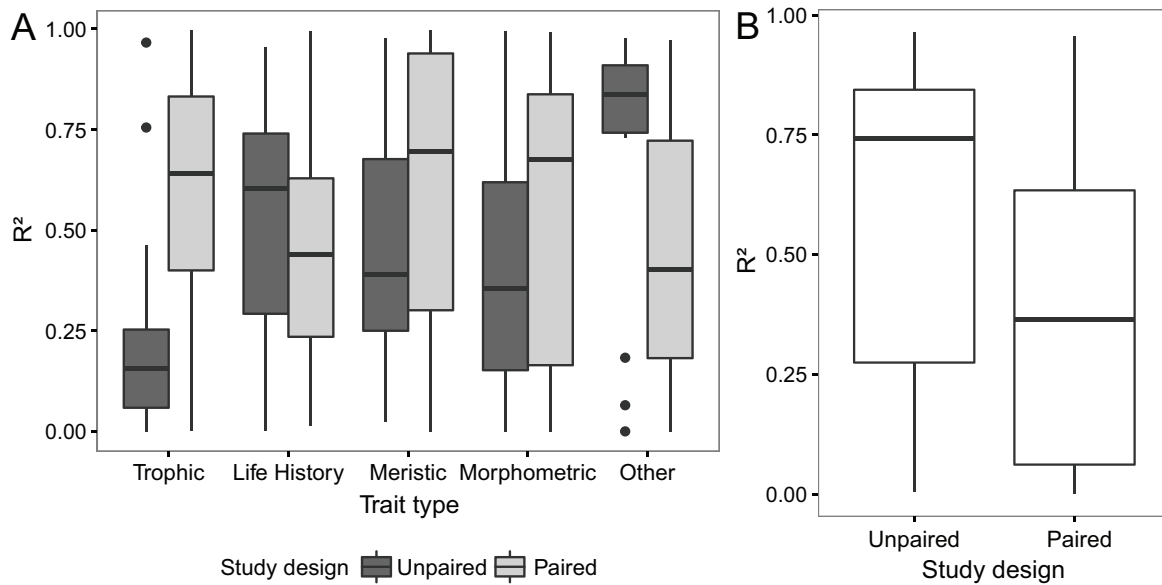 A
R²
1.00
0.75
0.50
0.25
0.00
Trophic Life History Meristic Morphometric Other
Trait type
Study design Unpaired Paired
B
R²
1.00
0.75
0.50
0.25
0.00
Unpaired Paired
Study design